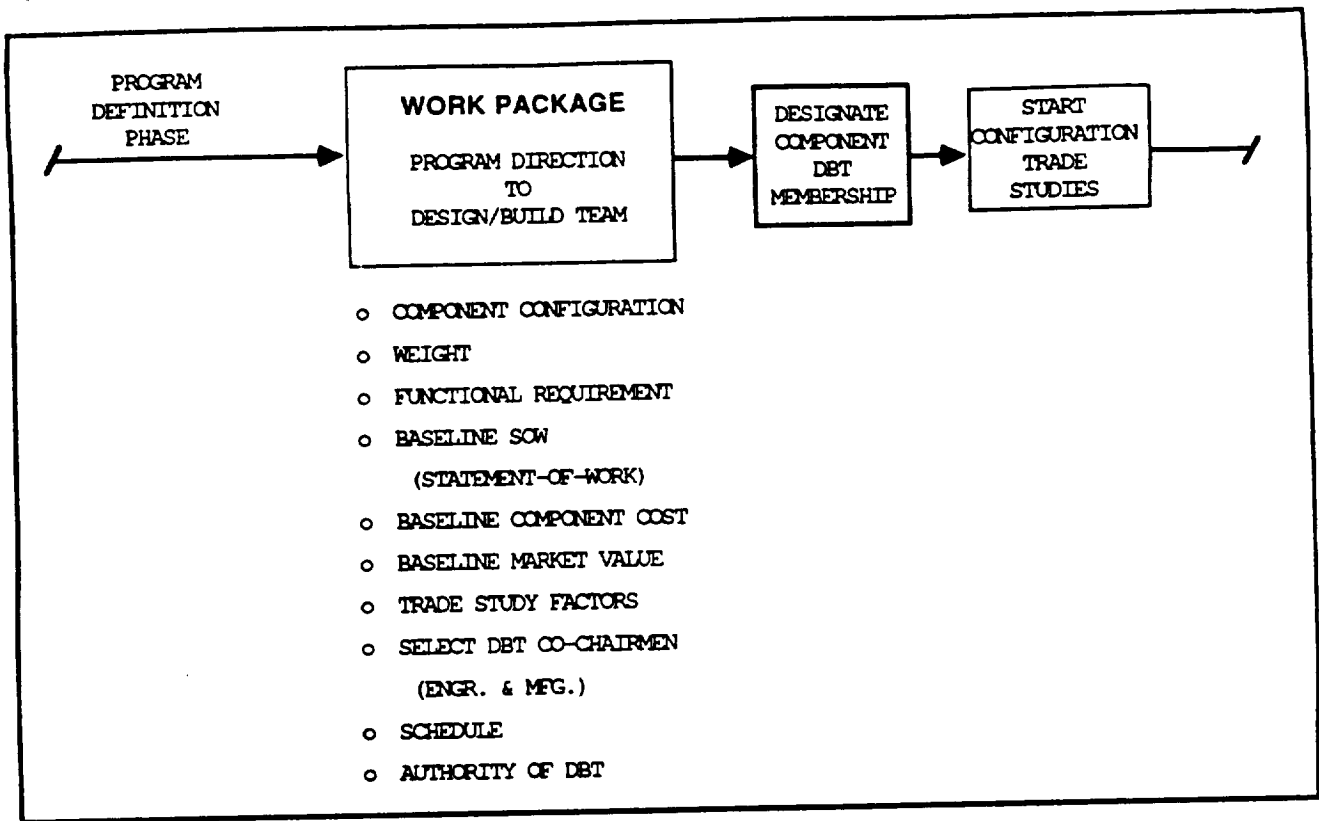 PROGRAM
DEFINITION
PHASE
WORK PACKAGE
PROGRAM DIRECTION
TO
DESIGN/BUILD TEAM
DESIGNATE
COMPONENT
DBT
MEMBERSHIP
START
CONFIGURATION
TRADE
STUDIES
o COMPONENT CONFIGURATION
o WEIGHT
o FUNCTIONAL REQUIREMENT
o BASELINE SOW
(STATEMENT-OF-WORK)
o BASELINE COMPONENT COST
o BASELINE MARKET VALUE
o TRADE STUDY FACTORS
o SELECT DBT CO-CHAIRMEN
(ENGR. & MFG.)
o SCHEDULE
o AUTHORITY OF DBT